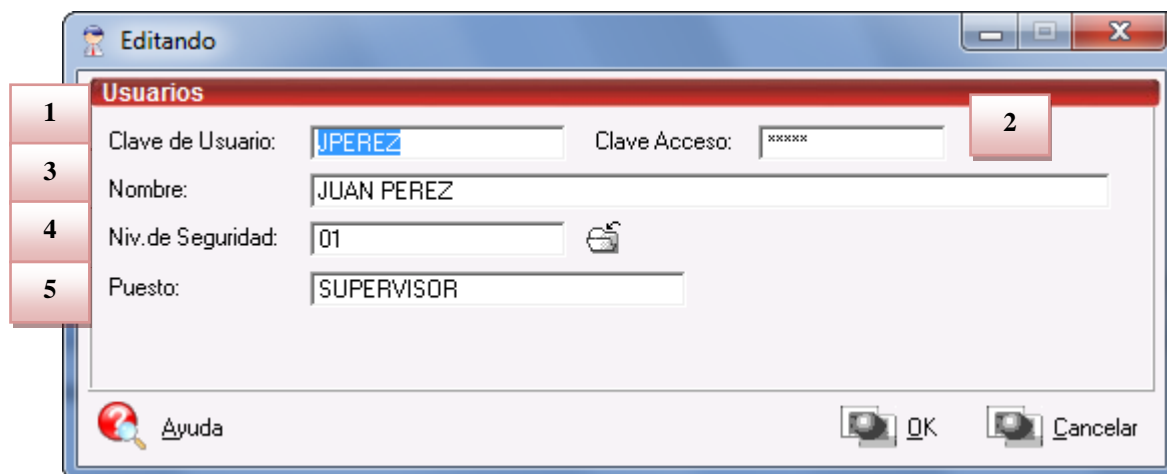 Editando
Usuarios
1 Clave de Usuario: JPEREZ Clave Acceso: ***** 2
3 Nombre: JUAN PEREZ
4 Niv.de Seguridad: 01
5 Puesto: SUPERVISOR
Ayuda OK Cancelar